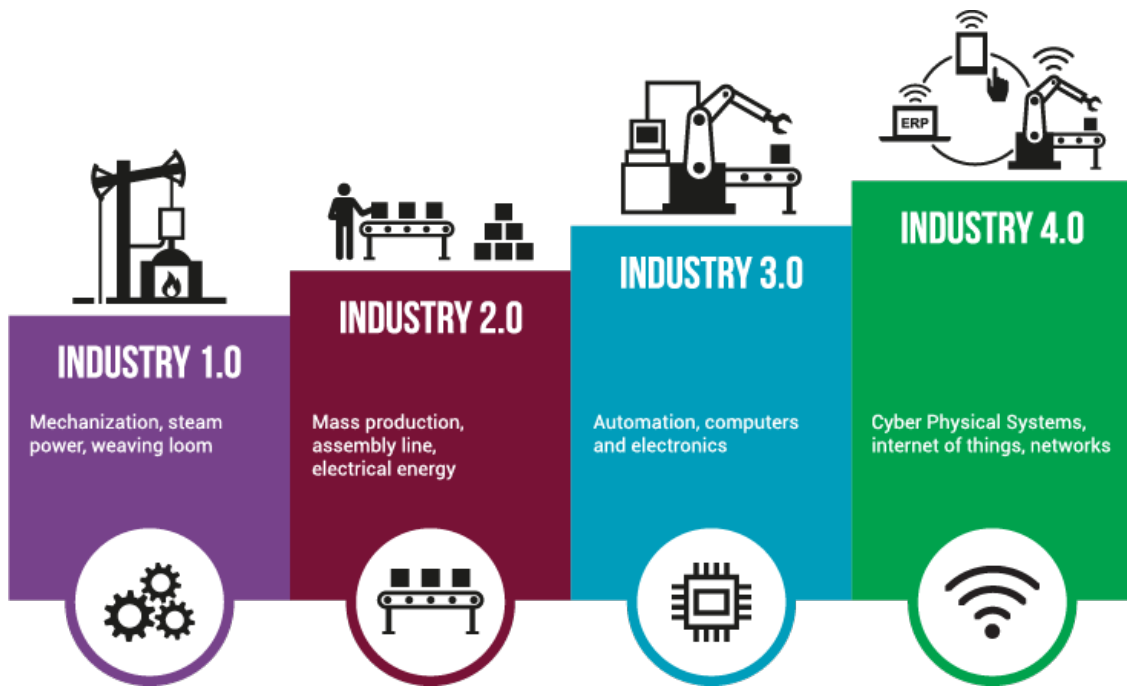 ERP
INDUSTRY 1.0
Mechanization, steam
power, weaving loom
INDUSTRY 2.0
Mass production,
assembly line,
electrical energy
INDUSTRY 3.0
Automation, computers
and electronics
INDUSTRY 4.0
Cyber Physical Systems,
internet of things, networks